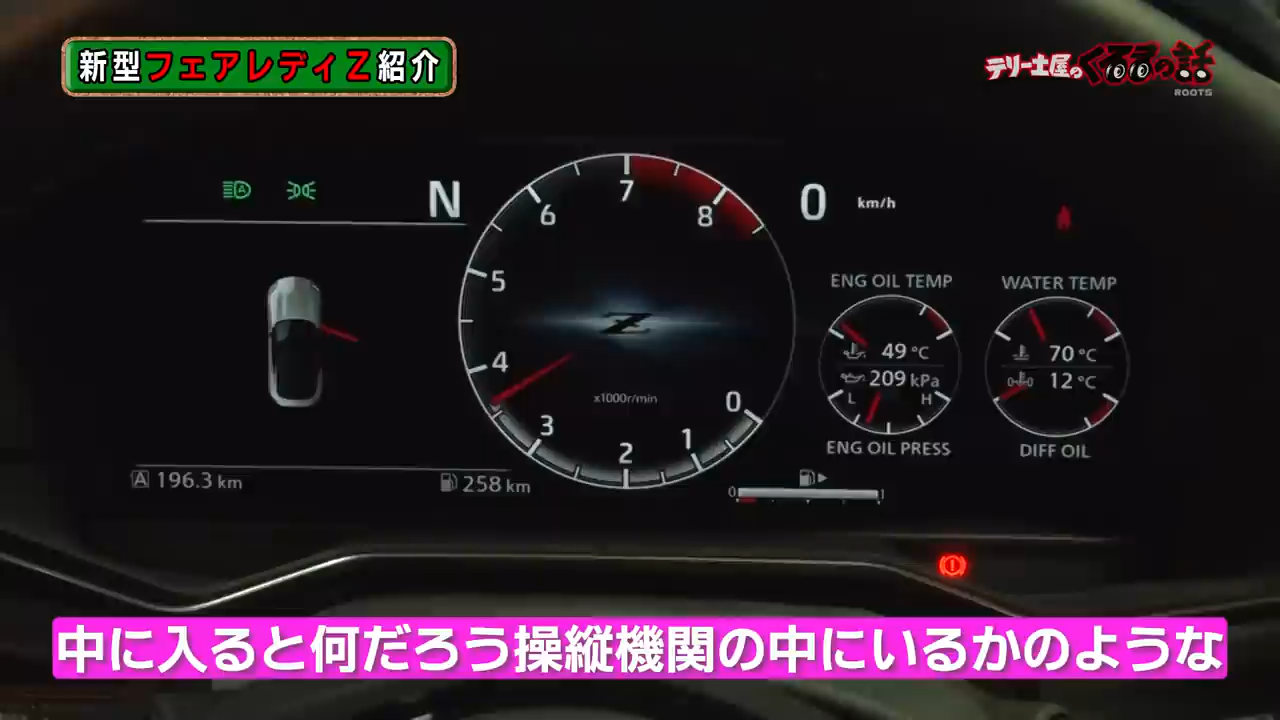 新型フェアレディZ紹介
テリー土屋のくるまの話
ROOTS
N
0 km/h
7
6
8
5
4
3
2
1
0
Z
x1000r/min
ENG OIL TEMP
49 °C
209 kPa
L H
ENG OIL PRESS
WATER TEMP
70 °C
12 °C
DIFF OIL
A 196.3 km
258 km
0 1
中に入ると何だろう操縦機関の中にいるかのような